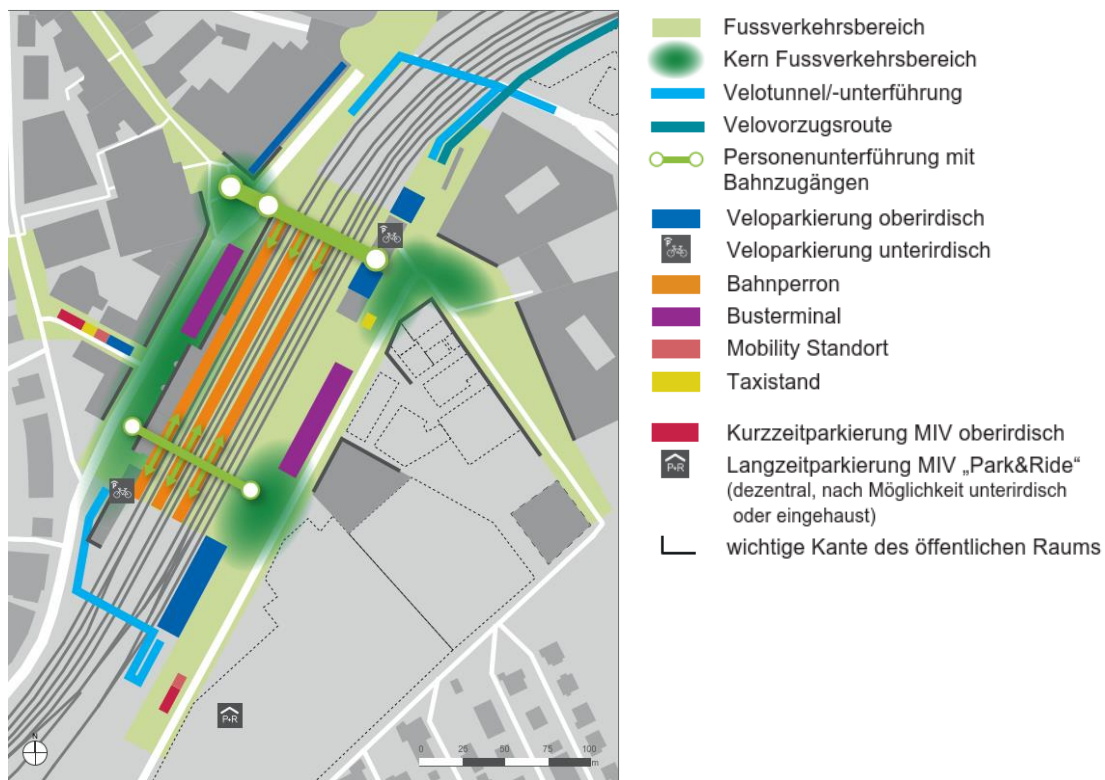 Fussverkehrsbereich
Kern Fussverkehrsbereich
Velotunnel/-unterführung
Velovorzugsroute
Personenunterführung mit
Bahnzugängen
Veloparkierung oberirdisch
Veloparkierung unterirdisch
Bahnperron
Busterminal
Mobility Standort
Taxistand
Kurzzeitparkierung MIV oberirdisch
P+R
Langzeitparkierung MIV „Park&Ride“
(dezentral, nach Möglichkeit unterirdisch
oder eingehaust)
wichtige Kante des öffentlichen Raums
P+R
N
0 25 50 75 100
m